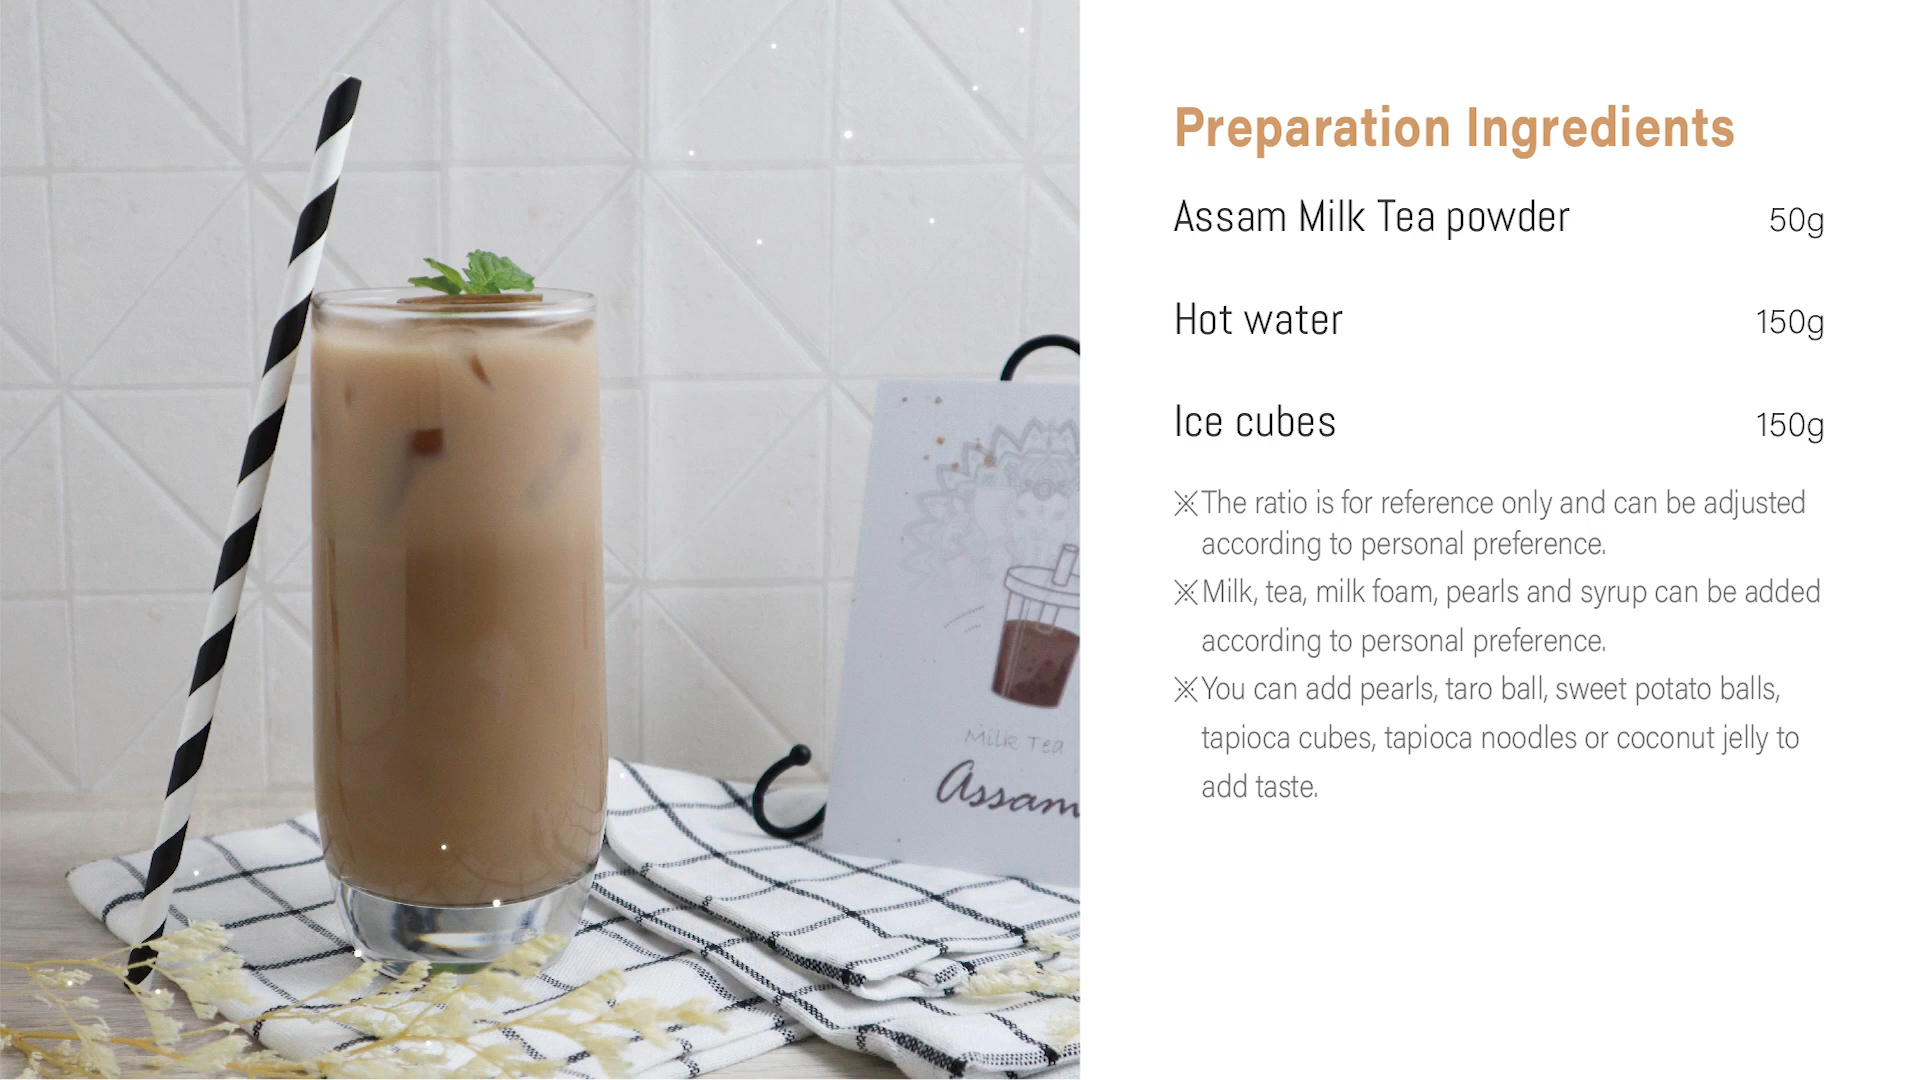 Preparation Ingredients
Assam Milk Tea powder 50g
Hot water 150g
Ice cubes 150g
※The ratio is for reference only and can be adjusted
according to personal preference.
※Milk, tea, milk foam, pearls and syrup can be added
according to personal preference.
※You can add pearls, taro ball, sweet potato balls,
tapioca cubes, tapioca noodles or coconut jelly to
add taste.
Milk Tea
Assam